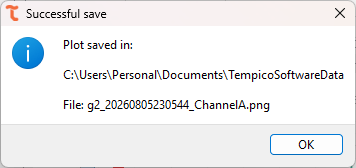 Successful save
Plot saved in:
C:\Users\Personal\Documents\TempicoSoftwareData
File: g2_20260805230544_ChannelA.png
OK